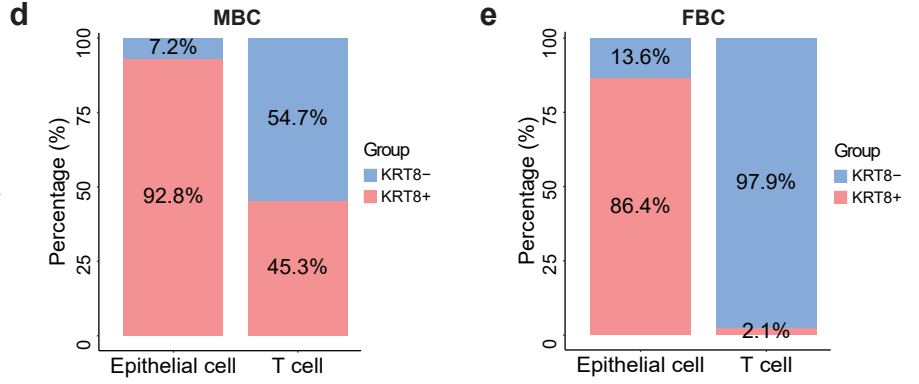 d
MBC
Percentage (%)
100
75
50
25
0
7.2%
92.8%
54.7%
45.3%
Epithelial cell
T cell
Group
KRT8−
KRT8+
e
FBC
Percentage (%)
100
75
50
25
0
13.6%
86.4%
97.9%
2.1%
Epithelial cell
T cell
Group
KRT8−
KRT8+